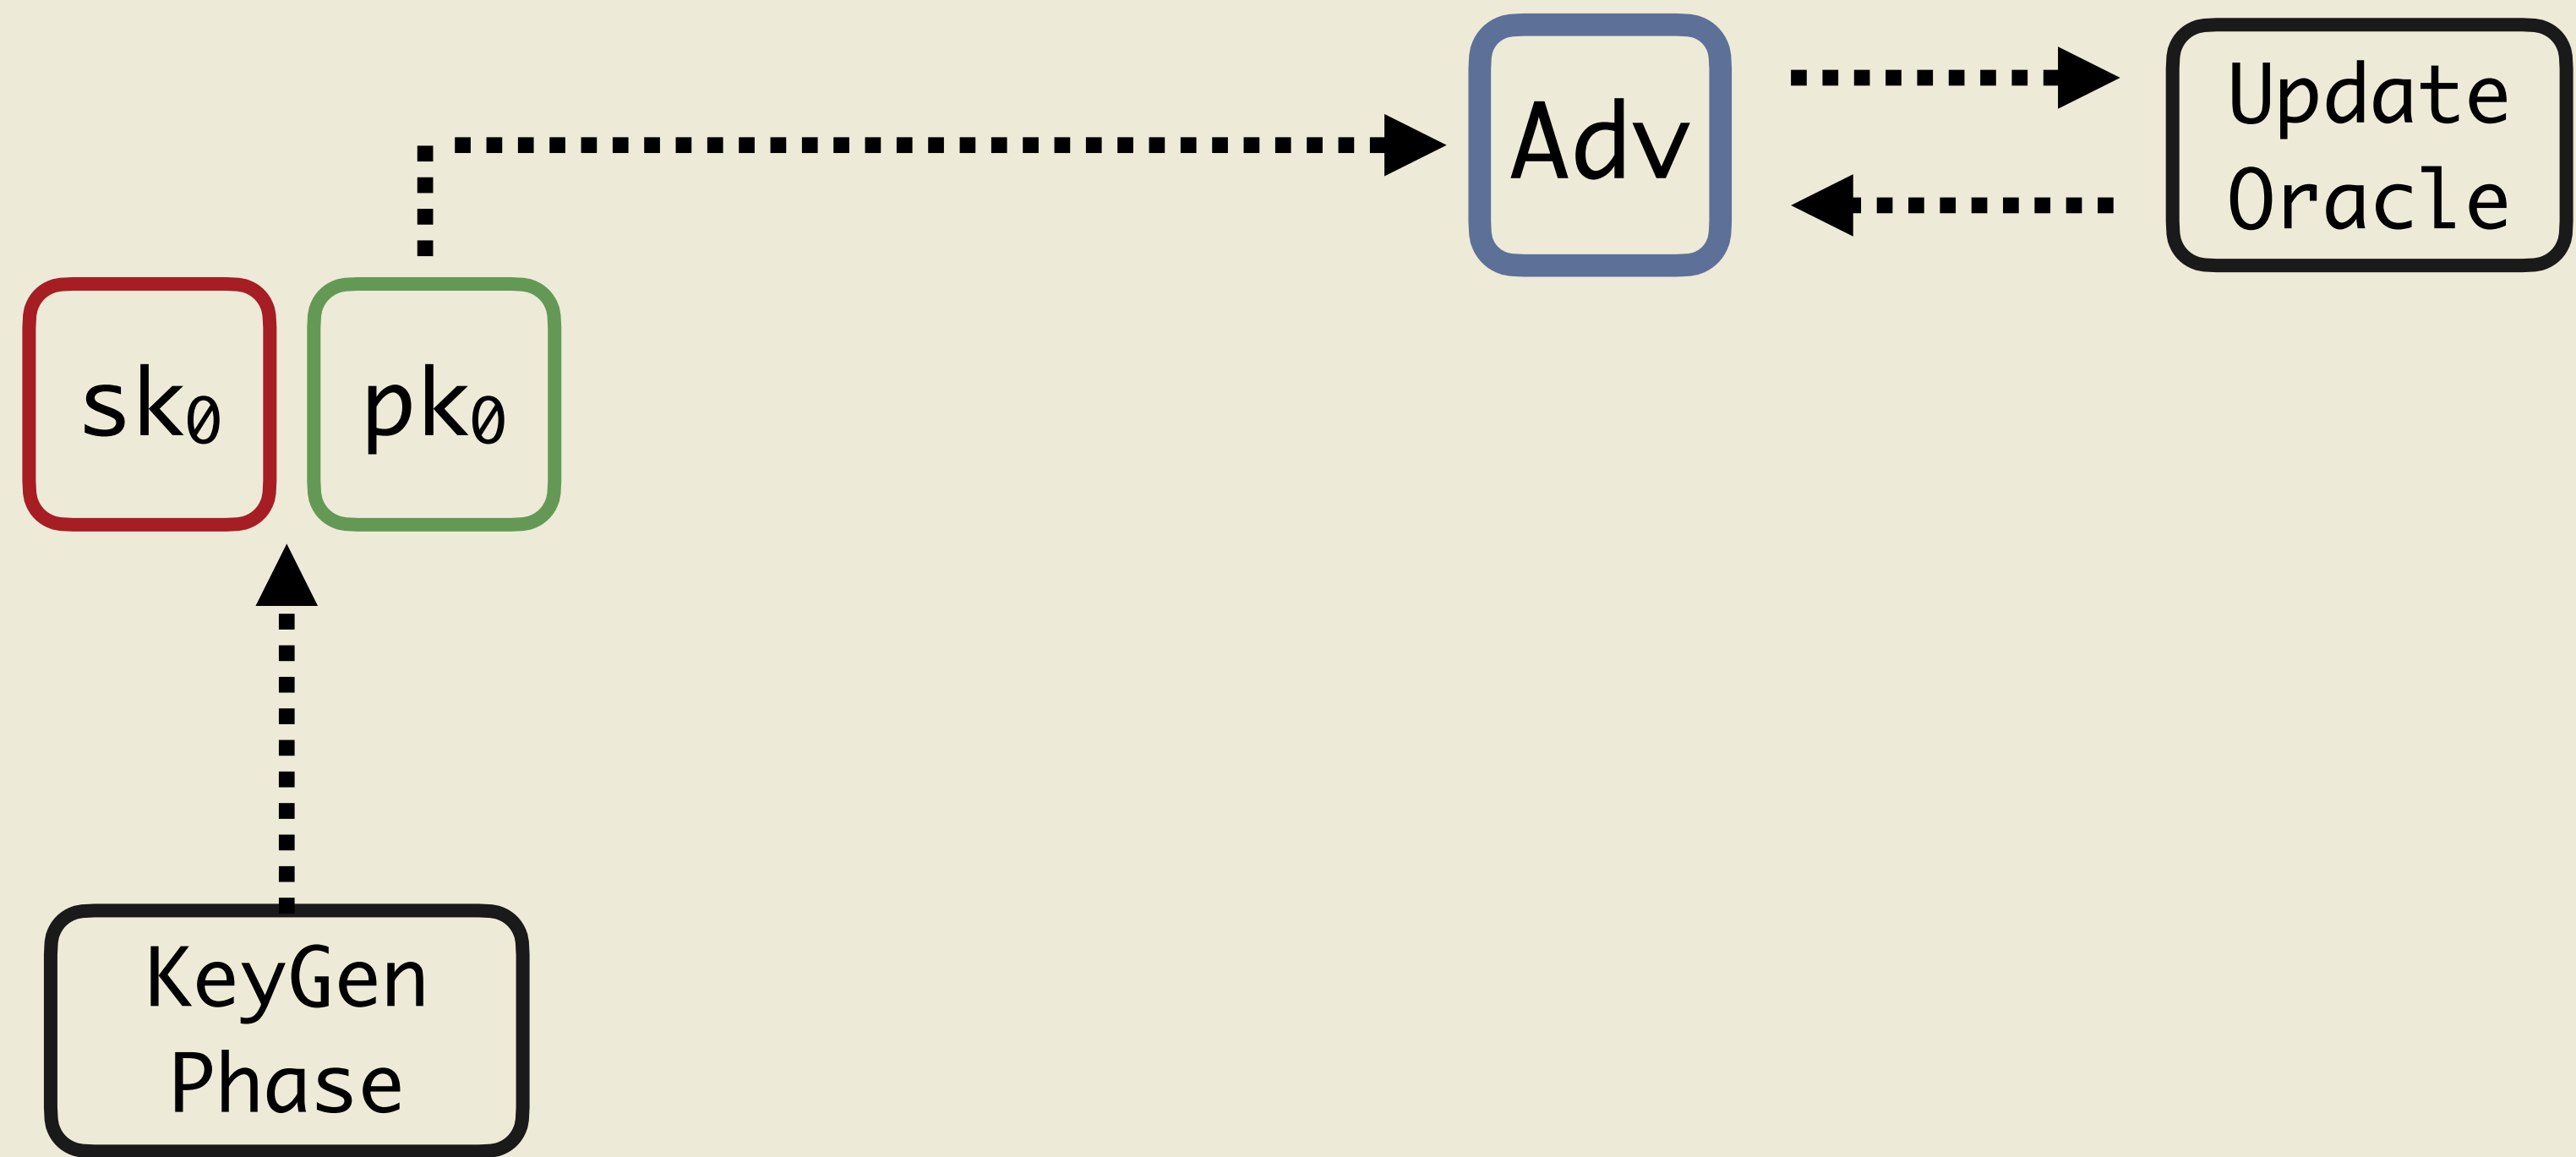 Adv
Update
Oracle
sk₀
pk₀
KeyGen
Phase